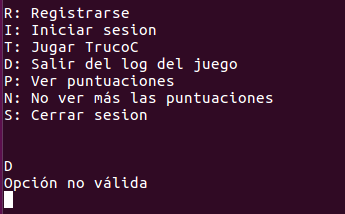 R: Registrarse
I: Iniciar sesion
T: Jugar TrucoC
D: Salir del log del juego
P: Ver puntuaciones
N: No ver más las puntuaciones
S: Cerrar sesion
D
Opción no válida